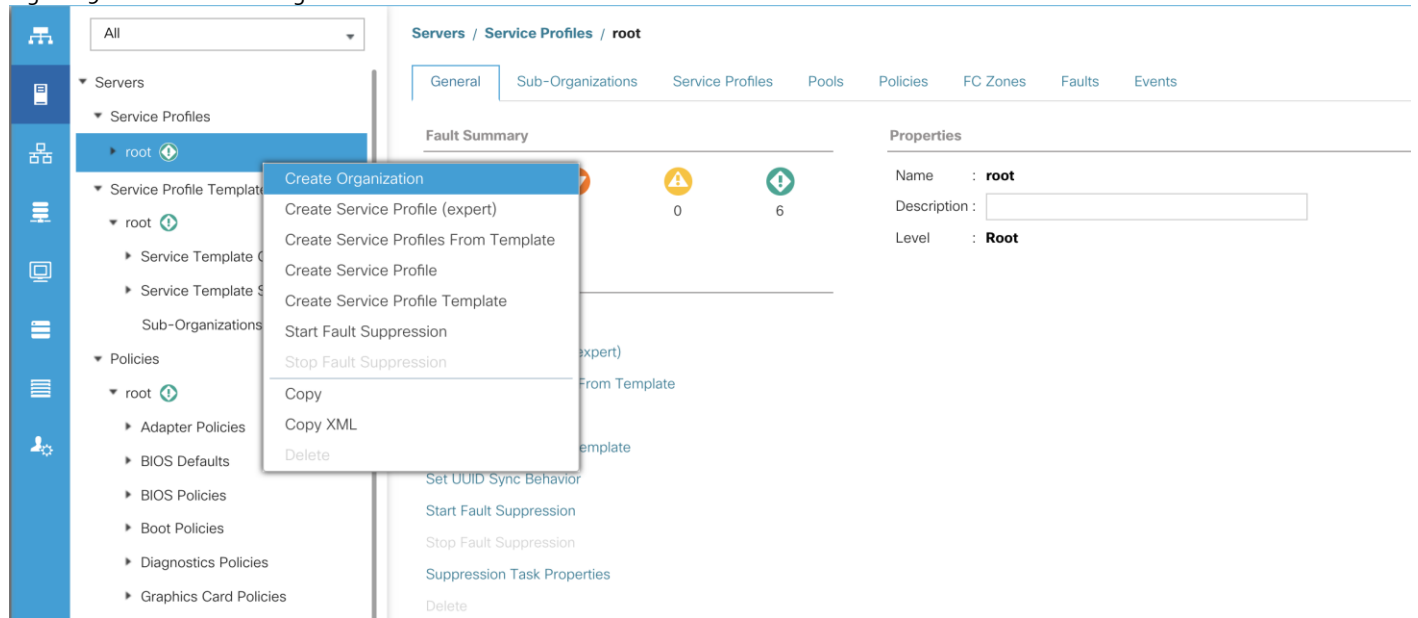 All
Servers
Service Profiles
root
Service Profile Templat
root
Service Template
Service Template
Sub-Organizations
Policies
root
Adapter Policies
BIOS Defaults
BIOS Policies
Boot Policies
Diagnostics Policies
Graphics Card Policies
Create Organization
Create Service Profile (expert)
Create Service Profiles From Template
Create Service Profile
Create Service Profile Template
Start Fault Suppression
Stop Fault Suppression
Copy
Copy XML
Delete
Servers / Service Profiles / root
General Sub-Organizations Service Profiles Pools Policies FC Zones Faults Events
Fault Summary
0 6
expert)
From Template
emplate
Set UUID Sync Behavior
Start Fault Suppression
Stop Fault Suppression
Suppression Task Properties
Delete
Properties
Name : root
Description :
Level : Root